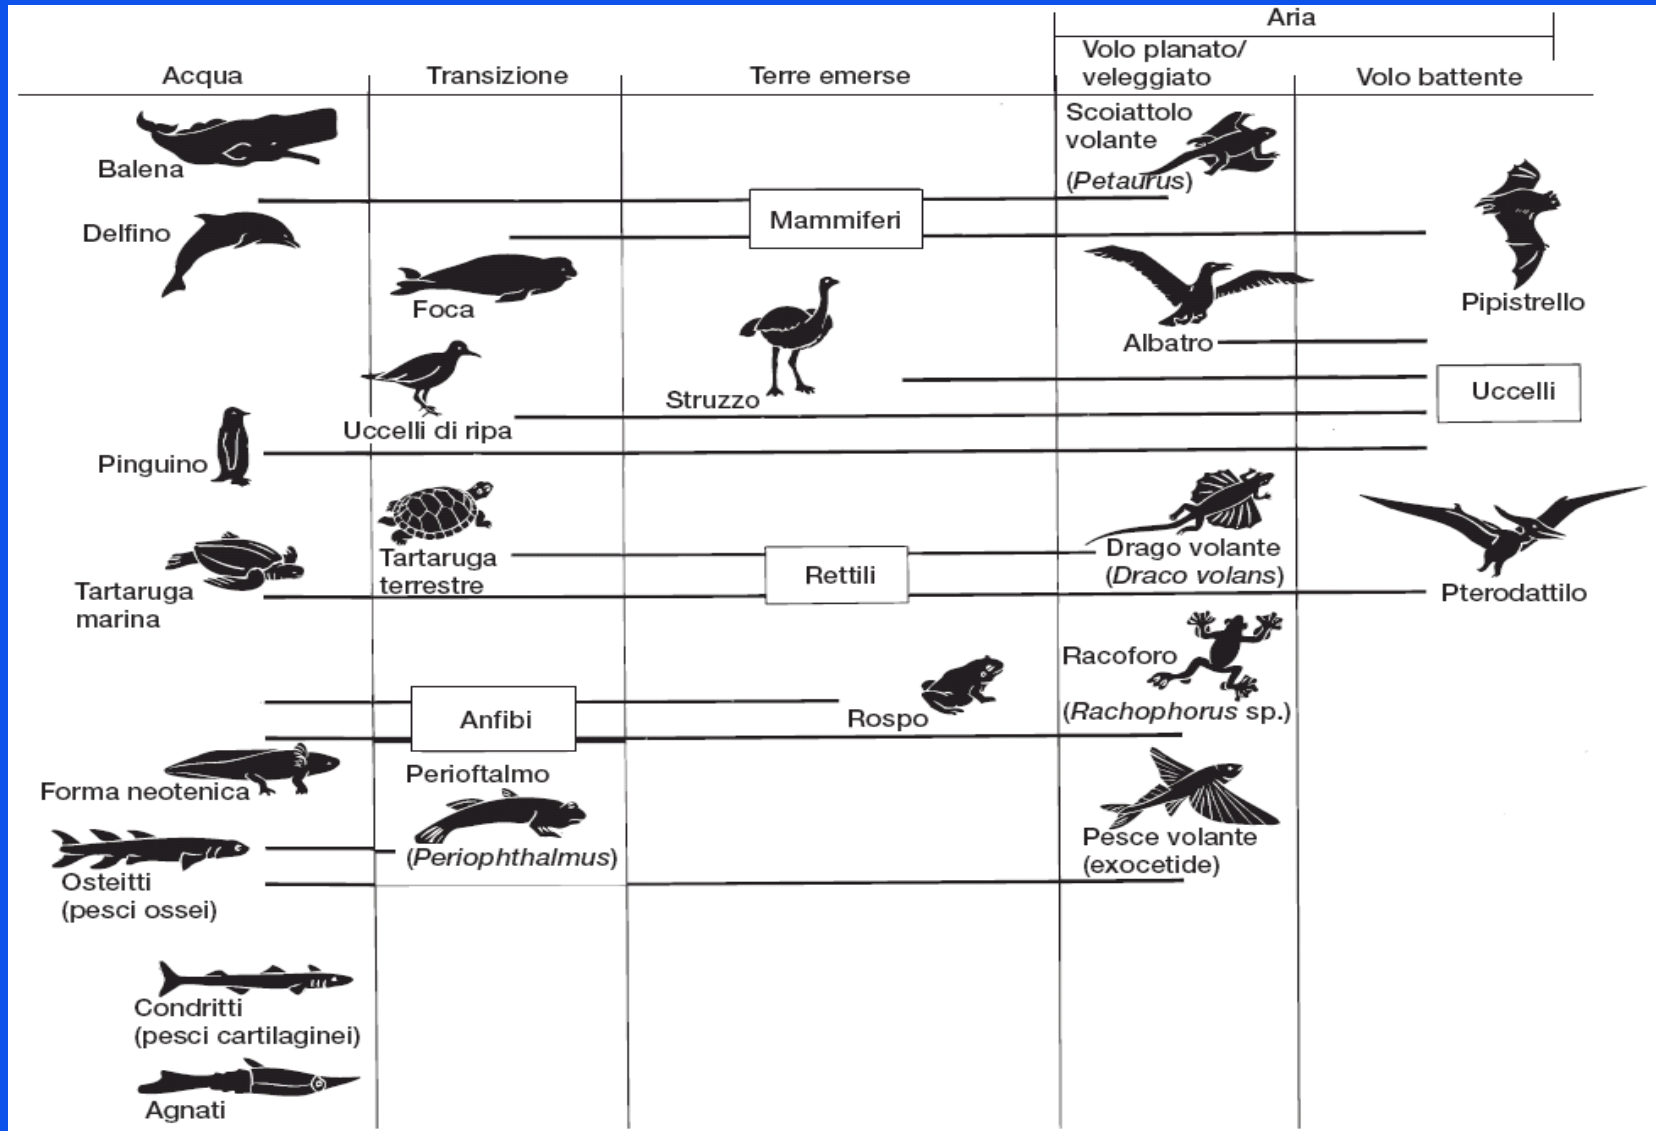 Aria
Volo planato/
veleggiato
Acqua
Transizione
Terre emerse
Volo battente
Scoiattolo
volante
(Petaurus)
Balena
Mammiferi
Delfino
Foca
Pipistrello
Albatro
Uccelli
Struzzo
Uccelli di ripa
Pinguino
Tartaruga
terrestre
Drago volante
(Draco volans)
Rettili
Tartaruga
marina
Pterodattilo
Racoforo
(Rachophorus sp.)
Anfibi
Rospo
Perioftalmo
(Periophthalmus)
Forma neotenica
Pesce volante
(exocetide)
Osteitti
(pesci ossei)
Condritti
(pesci cartilaginei)
Agnati